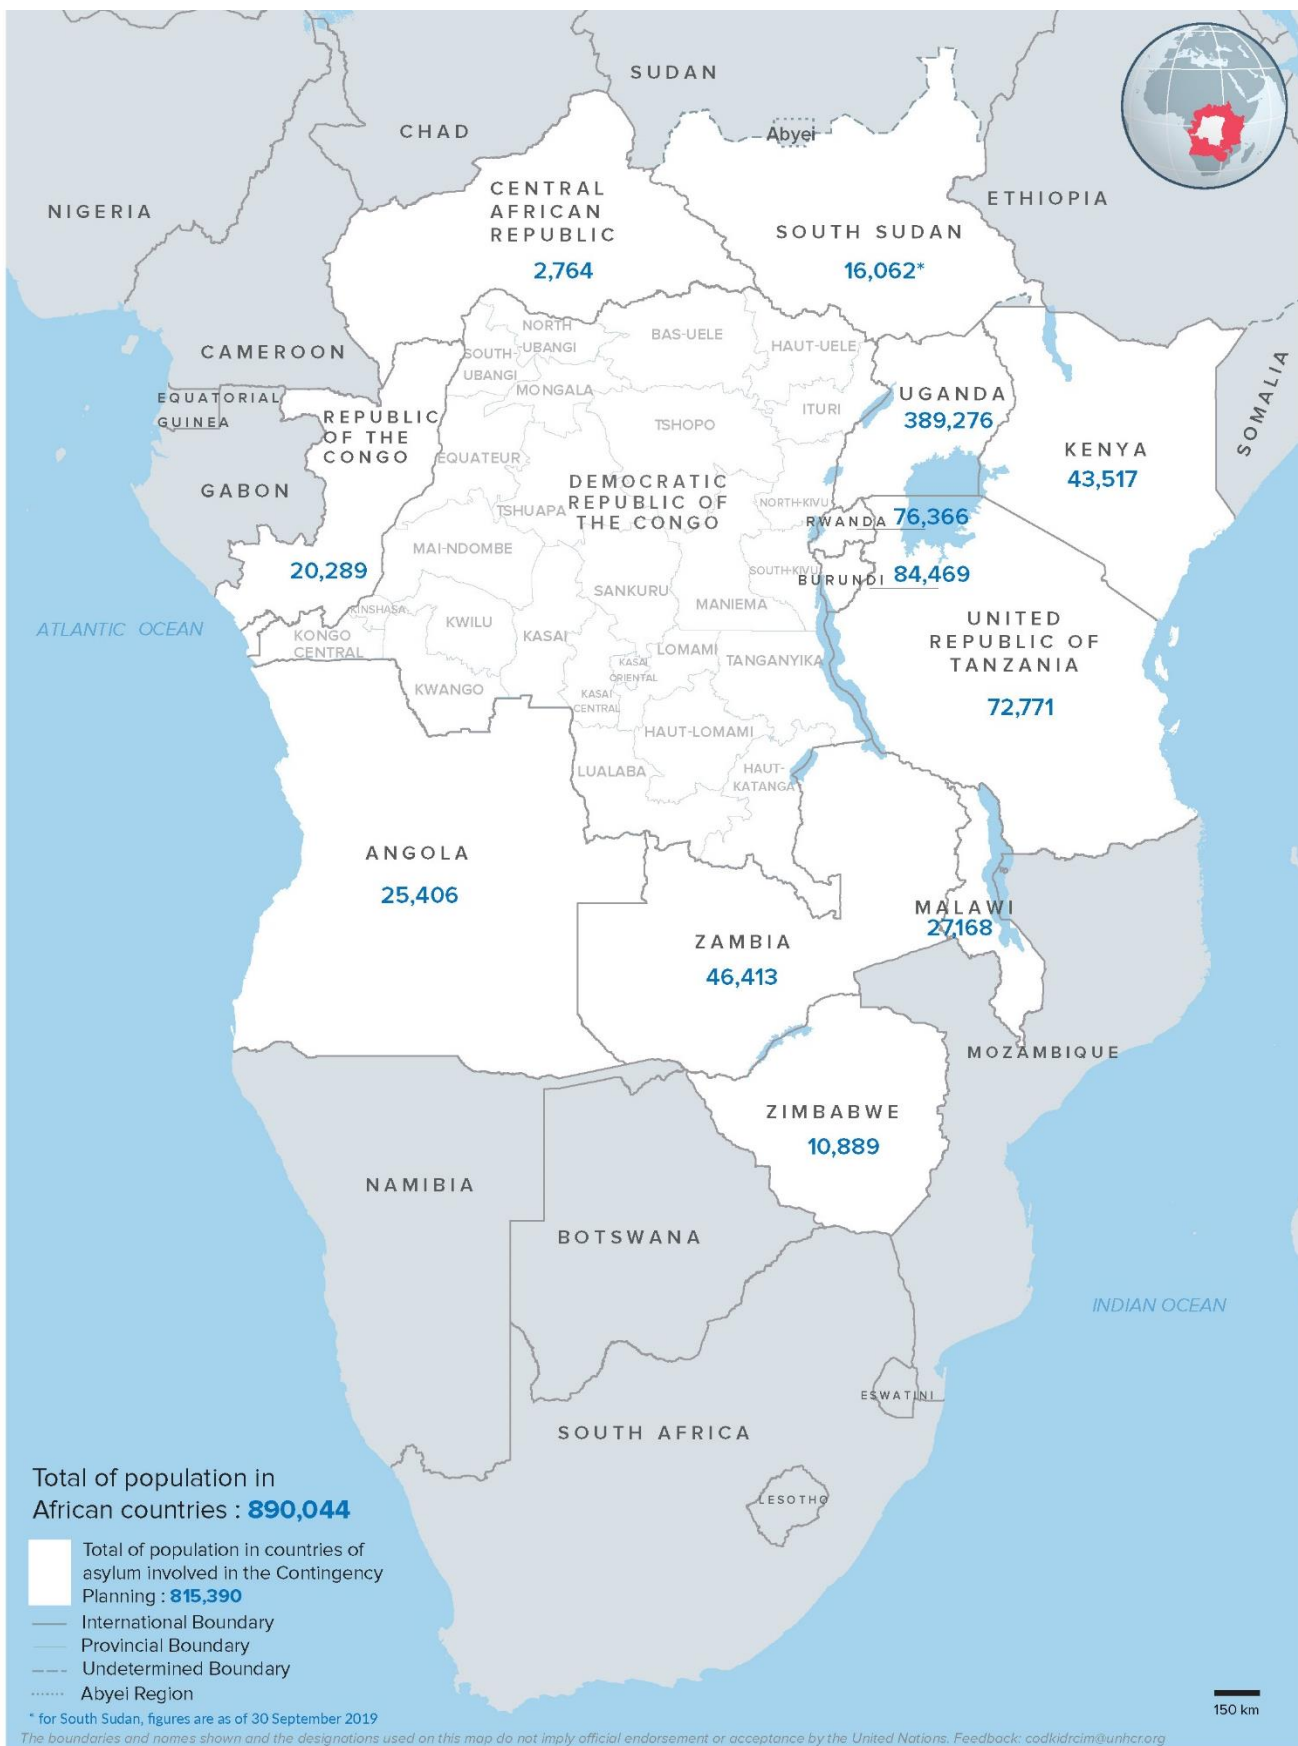 SUDAN
CHAD
Abyei
NIGERIA
ETHIOPIA
CENTRAL
AFRICAN
REPUBLIC
2,764
SOUTH SUDAN
16,062*
CAMEROON
EQUATORIAL
GUINEA
GABON
REPUBLIC
OF THE
CONGO
20,289
NORTH
UBANGI
SOUTH-
UBANGI
MONGALA
BAS-UELE
HAUT-UELE
ITURI
TSHOPO
EQUATEUR
TSHUAPA
DEMOCRATIC
REPUBLIC OF
THE CONGO
NORTH-KIVU
UGANDA
389,276
KENYA
43,517
SOMALIA
RWANDA 76,366
BURUNDI 84,469
SOUTH-KIVU
MAI-NDOMBE
SANKURU
MANIEMA
KINSHASA
KONGO
CENTRAL
KWILU
KASAI
KWANGO
KASAI
ORIENTAL
KASAI
CENTRAL
LOMAMI
TANGANYIKA
HAUT-LOMAMI
LUALABA
HAUT-
KATANGA
UNITED
REPUBLIC OF
TANZANIA
72,771
ATLANTIC OCEAN
ANGOLA
25,406
ZAMBIA
46,413
MALAWI
27,168
MOZAMBIQUE
ZIMBABWE
10,889
NAMIBIA
BOTSWANA
INDIAN OCEAN
ESWATINI
SOUTH AFRICA
LESOTHO
Total of population in
African countries : 890,044
Total of population in countries of
asylum involved in the Contingency
Planning : 815,390
International Boundary
Provincial Boundary
Undetermined Boundary
Abyei Region
* for South Sudan, figures are as of 30 September 2019
150 km
The boundaries and names shown and the designations used on this map do not imply official endorsement or acceptance by the United Nations. Feedback: codkidrcim@unhcr.org